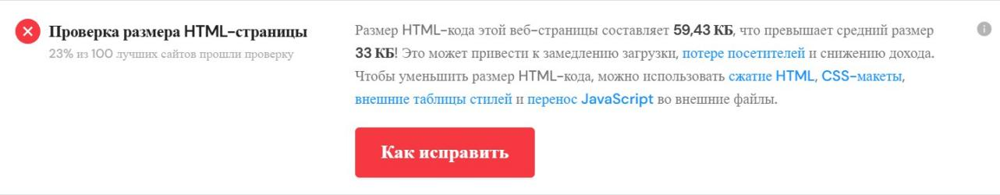 Проверка размера HTML-страницы
23% из 100 лучших сайтов прошли проверку
Размер HTML-кода этой веб-страницы составляет 59,43 КБ, что превышает средний размер
33 КБ! Это может привести к замедлению загрузки, потере посетителей и снижению дохода.
Чтобы уменьшить размер HTML-кода, можно использовать сжатие HTML, CSS-макеты,
внешние таблицы стилей и перенос JavaScript во внешние файлы.
Как исправить